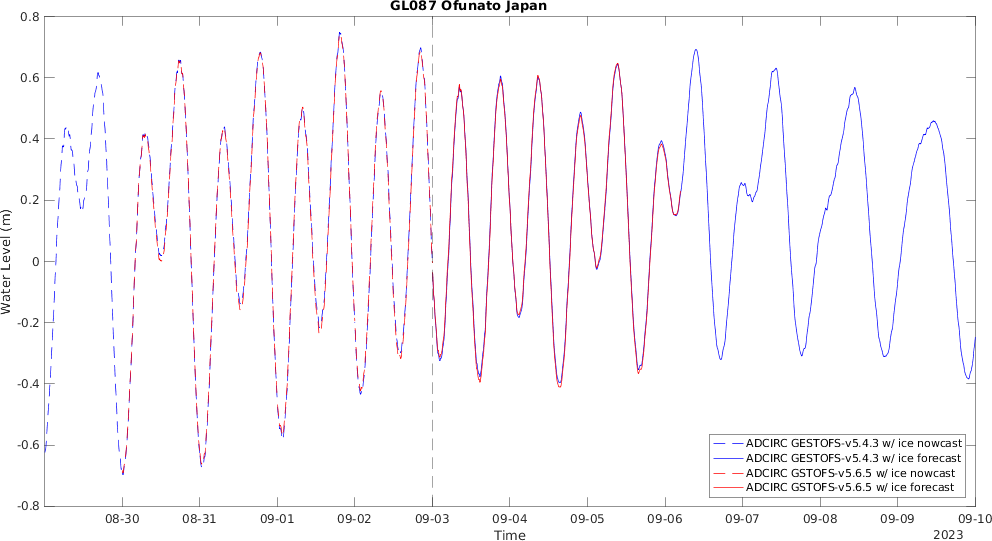 GL087 Ofunato Japan
Water Level (m)
0.8
0.6
0.4
0.2
0
-0.2
-0.4
-0.6
-0.8
08-30 08-31 09-01 09-02 09-03 09-04 09-05 09-06 09-07 09-08 09-09 09-10
Time
2023
ADCIRC GESTOFS-v5.4.3 w/ ice nowcast
ADCIRC GESTOFS-v5.4.3 w/ ice forecast
ADCIRC GSTOFS-v5.6.5 w/ ice nowcast
ADCIRC GSTOFS-v5.6.5 w/ ice forecast